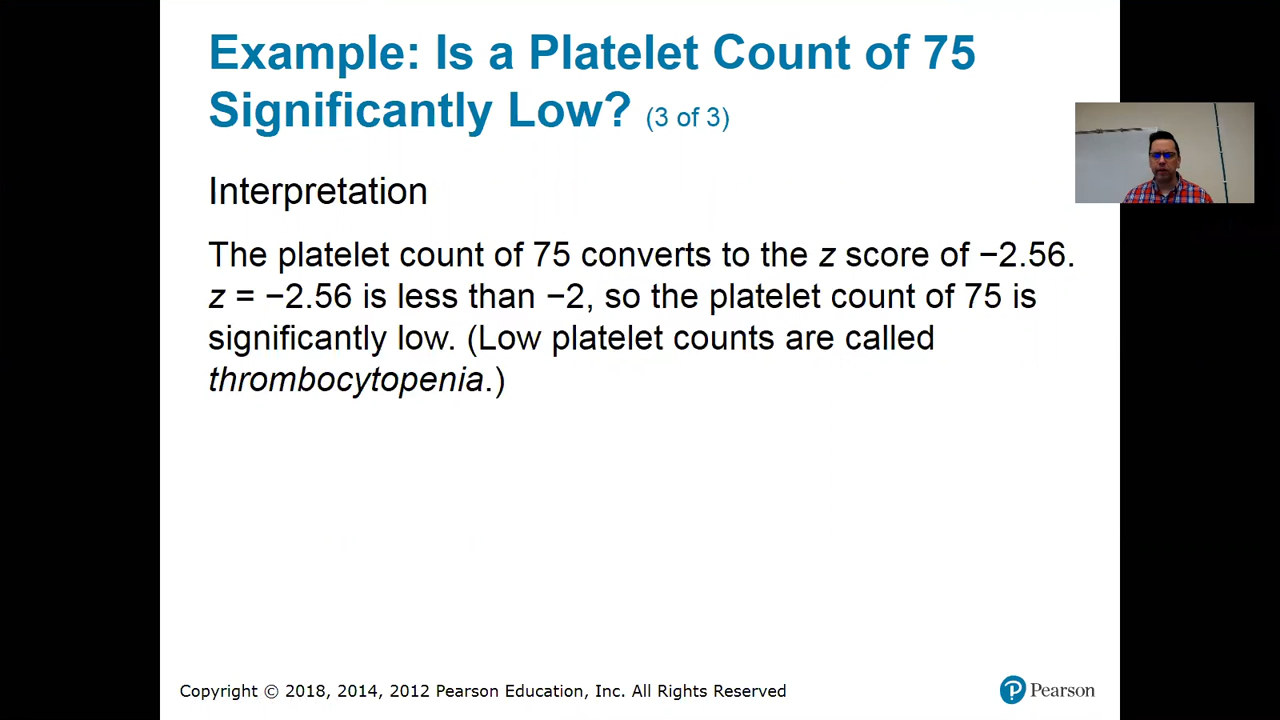 Example: Is a Platelet Count of 75
Significantly Low? (3 of 3)
Interpretation
The platelet count of 75 converts to the z score of −2.56.
z = −2.56 is less than −2, so the platelet count of 75 is
significantly low. (Low platelet counts are called
thrombocytopenia.)
Copyright © 2018, 2014, 2012 Pearson Education, Inc. All Rights Reserved
P Pearson